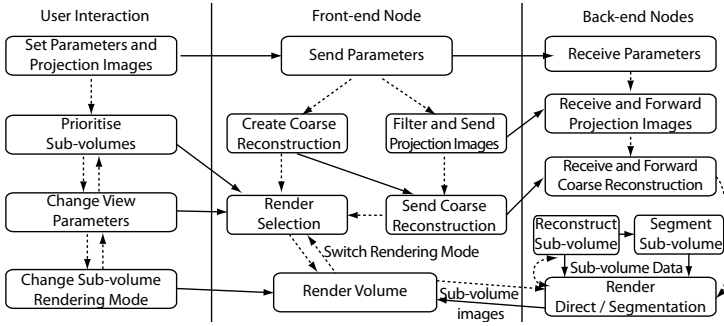 User Interaction
Front-end Node
Back-end Nodes
Set Parameters and
Projection Images
Send Parameters
Receive Parameters
Prioritise
Sub-volumes
Create Coarse
Reconstruction
Filter and Send
Projection Images
Receive and Forward
Projection Images
Receive and Forward
Coarse Reconstruction
Change View
Parameters
Render
Selection
Send Coarse
Reconstruction
Reconstruct
Sub-volume
Segment
Sub-volume
Switch Rendering Mode
Sub-volume Data
Change Sub-volume
Rendering Mode
Render Volume
Sub-volume
images
Render
Direct / Segmentation